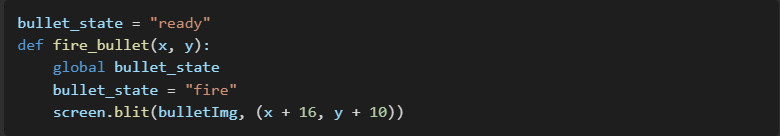 bullet_state = "ready"
def fire_bullet(x, y):
    global bullet_state
    bullet_state = "fire"
    screen.blit(bulletImg, (x + 16, y + 10))